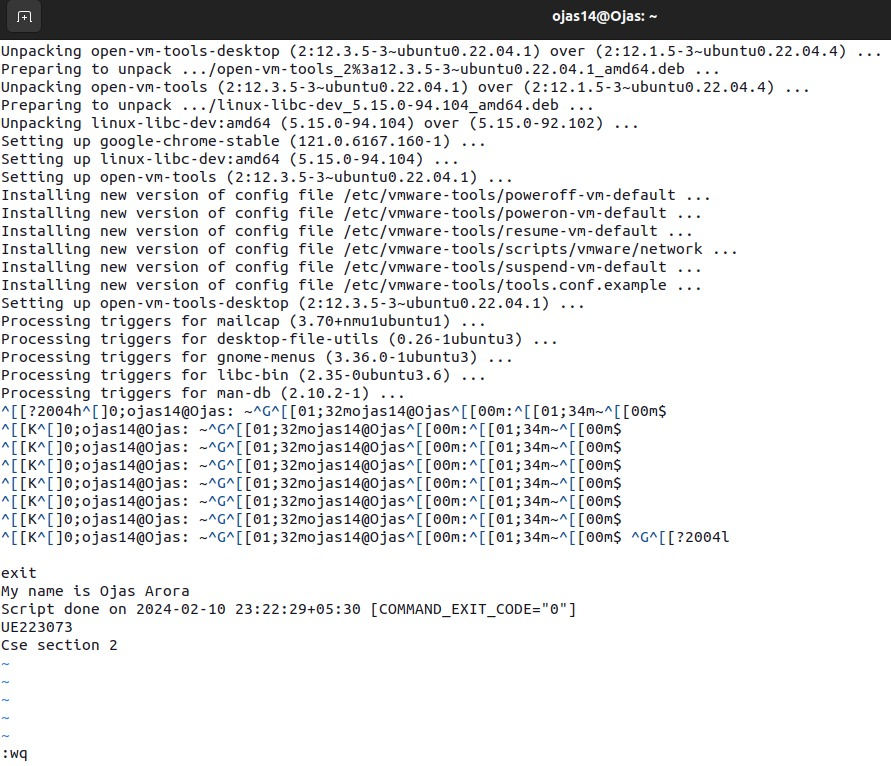 ojas14@Ojas: ~
Unpacking open-vm-tools-desktop (2:12.3.5-3~ubuntu0.22.04.1) over (2:12.1.5-3~ubuntu0.22.04.4) ...
Preparing to unpack .../open-vm-tools_2%3a12.3.5-3~ubuntu0.22.04.1_amd64.deb ...
Unpacking open-vm-tools (2:12.3.5-3~ubuntu0.22.04.1) over (2:12.1.5-3~ubuntu0.22.04.4) ...
Preparing to unpack .../linux-libc-dev_5.15.0-94.104_amd64.deb ...
Unpacking linux-libc-dev:amd64 (5.15.0-94.104) over (5.15.0-92.102) ...
Setting up google-chrome-stable (121.0.6167.160-1) ...
Setting up linux-libc-dev:amd64 (5.15.0-94.104) ...
Setting up open-vm-tools (2:12.3.5-3~ubuntu0.22.04.1) ...
Installing new version of config file /etc/vmware-tools/poweroff-vm-default ...
Installing new version of config file /etc/vmware-tools/poweron-vm-default ...
Installing new version of config file /etc/vmware-tools/resume-vm-default ...
Installing new version of config file /etc/vmware-tools/scripts/vmware/network ...
Installing new version of config file /etc/vmware-tools/suspend-vm-default ...
Installing new version of config file /etc/vmware-tools/tools.conf.example ...
Setting up open-vm-tools-desktop (2:12.3.5-3~ubuntu0.22.04.1) ...
Processing triggers for mailcap (3.70+nmu1ubuntu1) ...
Processing triggers for desktop-file-utils (0.26-1ubuntu3) ...
Processing triggers for gnome-menus (3.36.0-1ubuntu3) ...
Processing triggers for libc-bin (2.35-0ubuntu3.6) ...
Processing triggers for man-db (2.10.2-1) ...
^[[?2004h^[]0;ojas14@Ojas: ~^G^[[01;32mojas14@Ojas^[[00m:^[[01;34m~^[[00m$
^[[K^[]0;ojas14@Ojas: ~^G^[[01;32mojas14@Ojas^[[00m:^[[01;34m~^[[00m$
^[[K^[]0;ojas14@Ojas: ~^G^[[01;32mojas14@Ojas^[[00m:^[[01;34m~^[[00m$
^[[K^[]0;ojas14@Ojas: ~^G^[[01;32mojas14@Ojas^[[00m:^[[01;34m~^[[00m$
^[[K^[]0;ojas14@Ojas: ~^G^[[01;32mojas14@Ojas^[[00m:^[[01;34m~^[[00m$
^[[K^[]0;ojas14@Ojas: ~^G^[[01;32mojas14@Ojas^[[00m:^[[01;34m~^[[00m$
^[[K^[]0;ojas14@Ojas: ~^G^[[01;32mojas14@Ojas^[[00m:^[[01;34m~^[[00m$
^[[K^[]0;ojas14@Ojas: ~^G^[[01;32mojas14@Ojas^[[00m:^[[01;34m~^[[00m$ ^G^[[?2004l
exit
My name is Ojas Arora
Script done on 2024-02-10 23:22:29+05:30 [COMMAND_EXIT_CODE="0"]
UE223073
Cse section 2
~
~
~
~
~
:wq